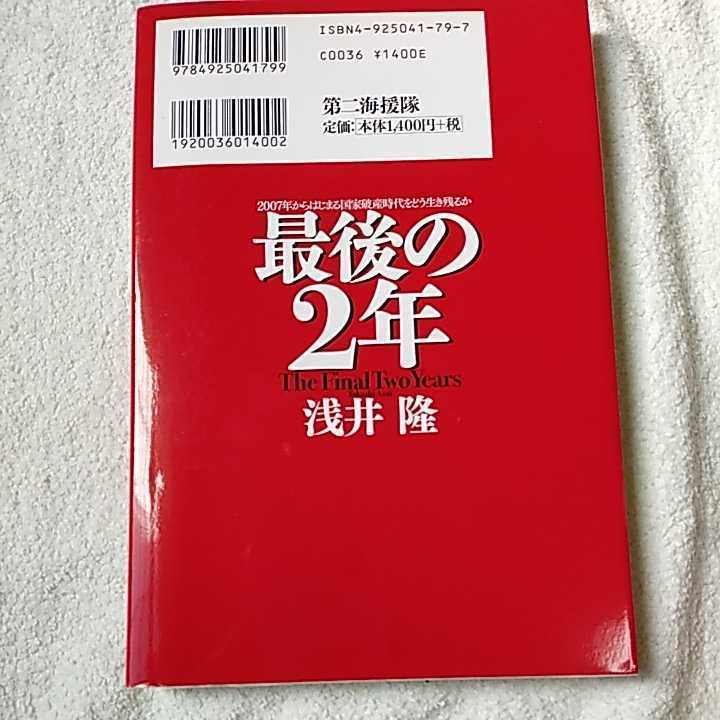 ISBN4-925041-79-7
C0036 ¥1400E
9784925041799
第二海援隊
定価:本体1,400円+税
1920036014002
2007年からはじまる国家破産時代をどう生き残るか
最後の
2年
The Final Two Years
Takashi Asai
浅井 隆